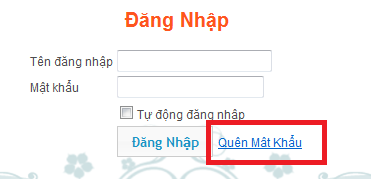 Đăng Nhập
Tên đăng nhập
Mật khẩu
Tự động đăng nhập
Đăng Nhập Quên Mật Khẩu